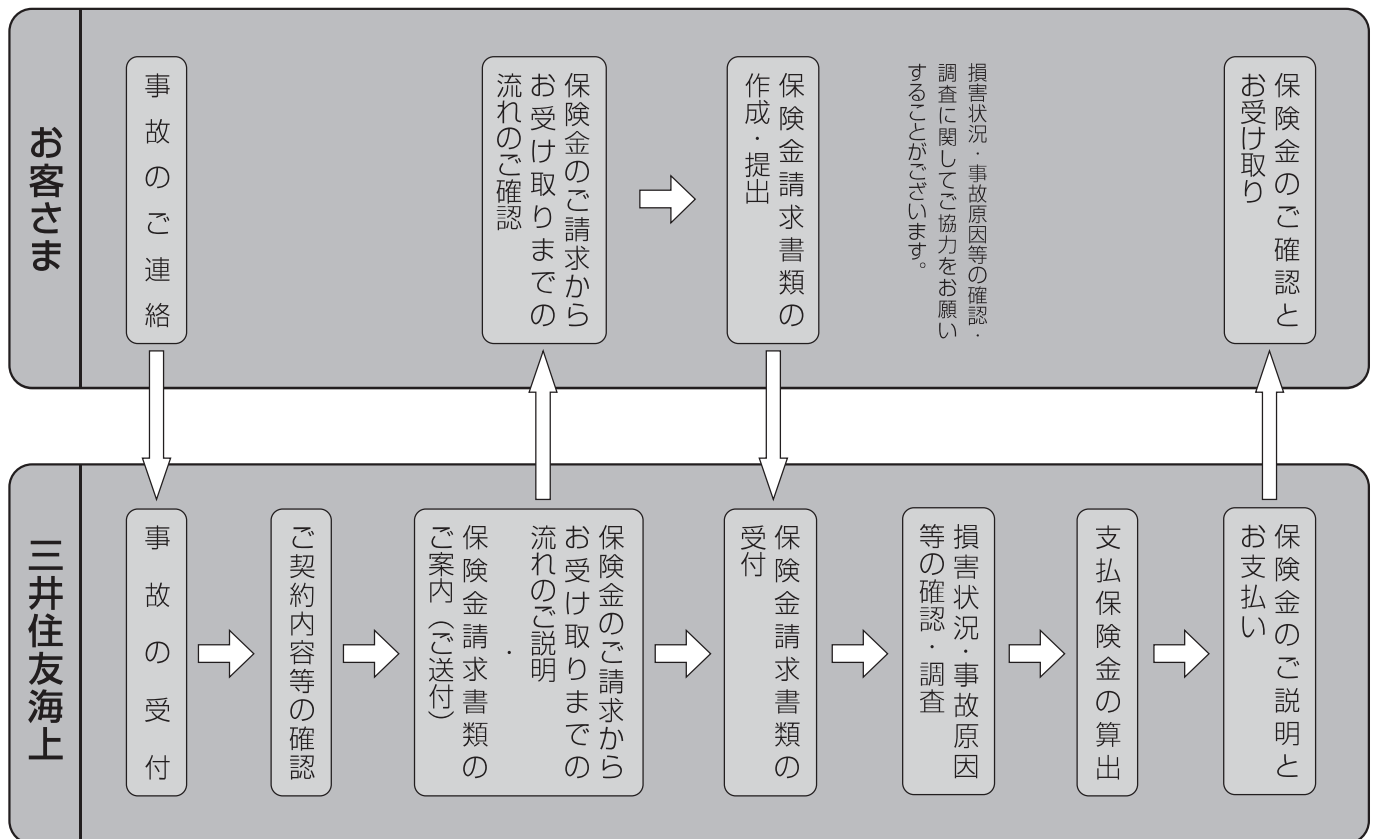 お客さま
事故のご連絡
保険金のご請求から
お受け取りまでの
流れのご確認
保険金請求書類の
作成・提出
損害状況・事故原因等の確認・
調査に関してご協力をお願い
することがございます。
保険金のご確認と
お受け取り
三井住友海上
事故の受付
ご契約内容等の確認
保険金のご請求から
お受け取りまでの
流れのご説明
・
保険金請求書類の
ご案内（ご送付）
保険金請求書類の
受付
損害状況・事故原因
等の確認・調査
支払保険金の算出
保険金のご説明と
お支払い